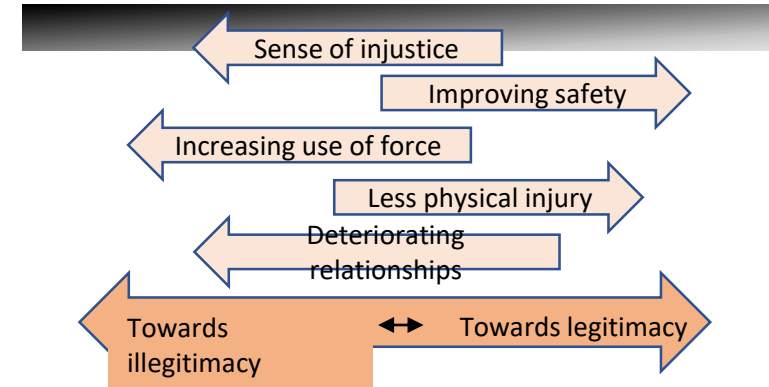 Sense of injustice
Improving safety
Increasing use of force
Less physical injury
Deteriorating
relationships
Towards
illegitimacy
Towards legitimacy